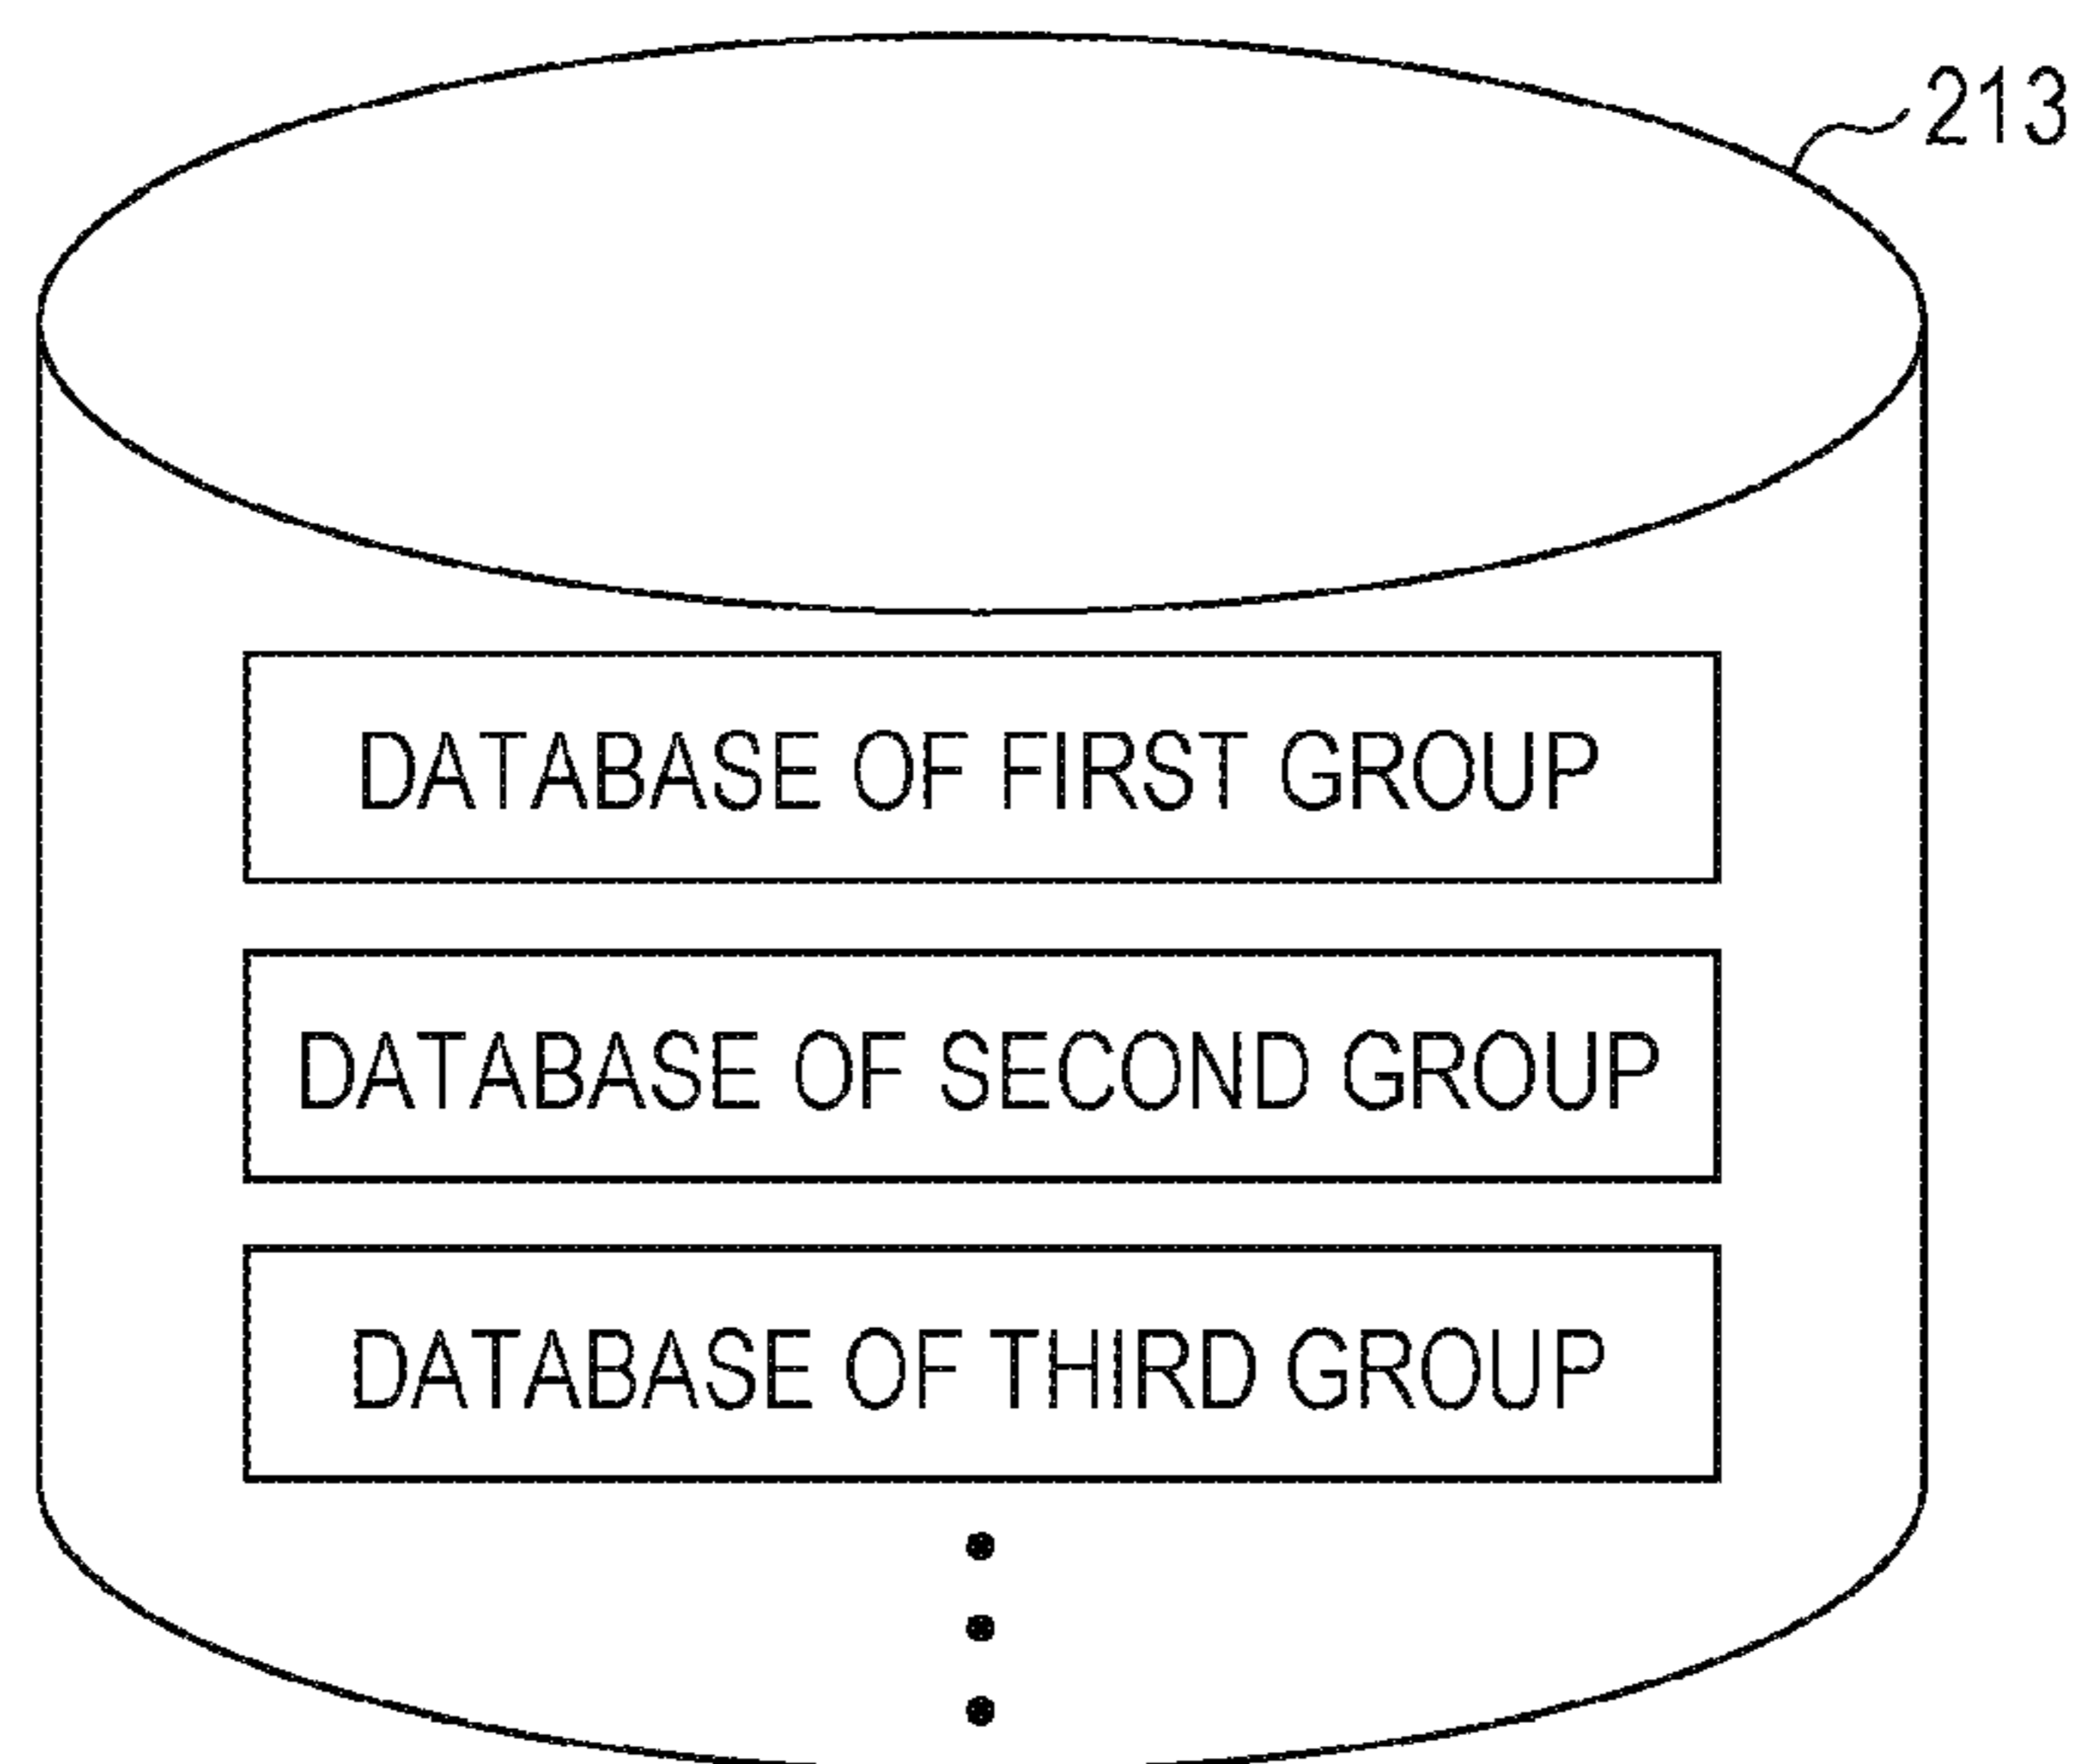 213
DATABASE OF FIRST GROUP
DATABASE OF SECOND GROUP
DATABASE OF THIRD GROUP